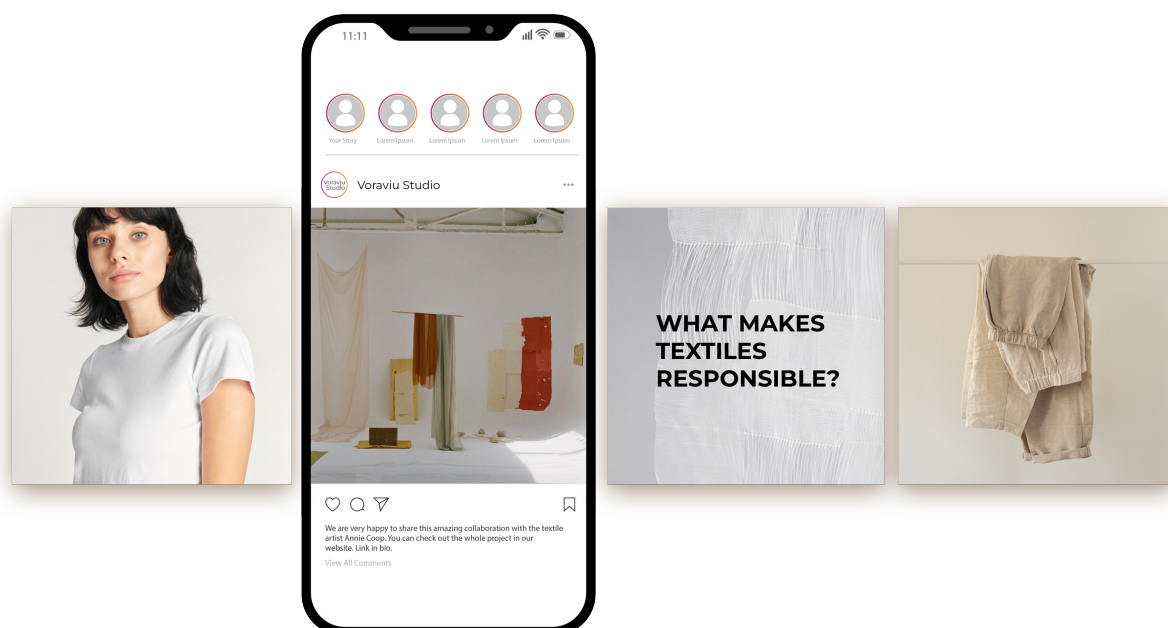 11:11
Your Story
Lorem Ipsum
Lorem Ipsum
Lorem Ipsum
Lorem Ipsum
Voraviu
Studio
Voraviu Studio
WHAT MAKES
TEXTILES
RESPONSIBLE?
We are very happy to share this amazing collaboration with the textile
artist Annie Coop. You can check out the whole project in our
website. Link in bio.
View All Comments